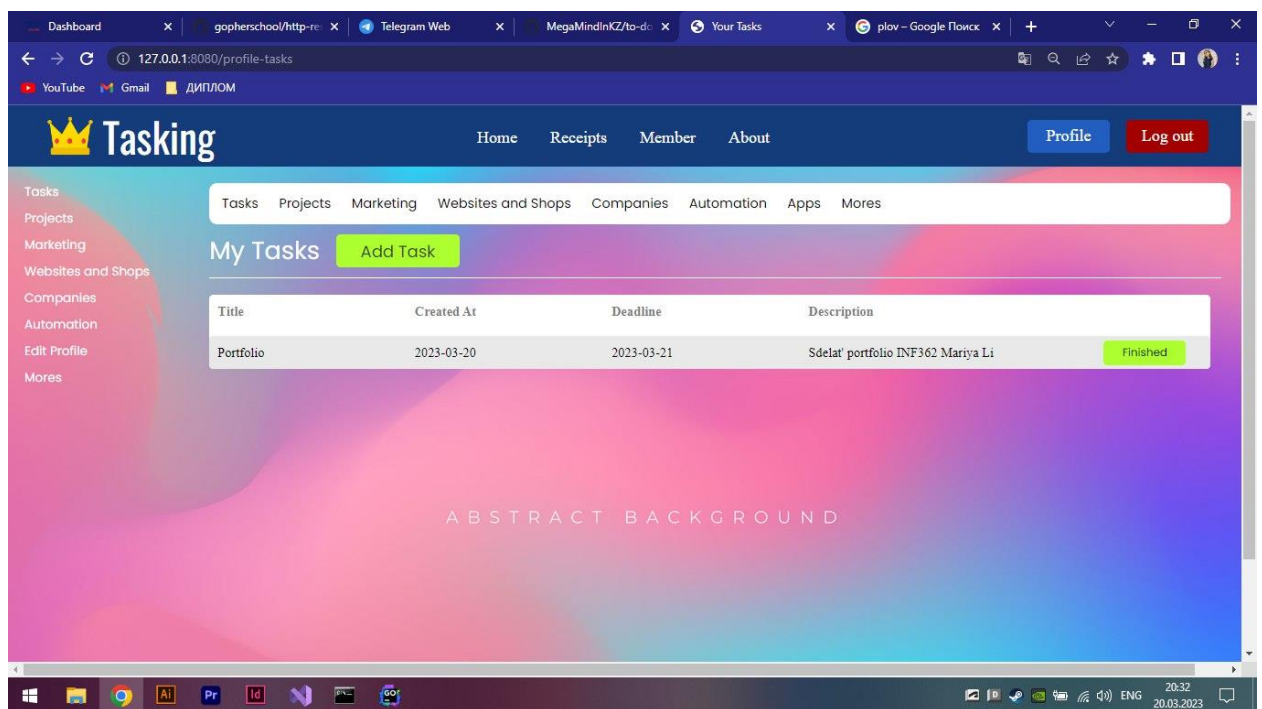 Dashboard gopherschool/http-re Telegram Web MegaMindInKZ/to-do Your Tasks plov – Google Поиск
127.0.0.1:8080/profile-tasks
YouTube Gmail ДИПЛОМ
Tasking Home Receipts Member About Profile Log out
Tasks
Projects
Marketing
Websites and Shops
Companies
Automation
Edit Profile
Mores
Tasks Projects Marketing Websites and Shops Companies Automation Apps Mores
My Tasks Add Task
Title Created At Deadline Description
Portfolio 2023-03-20 2023-03-21 Sdelat' portfolio INF362 Mariya Li Finished
ABSTRACT BACKGROUND
Ai Pr Id GO ENG 20:32
20.03.2023